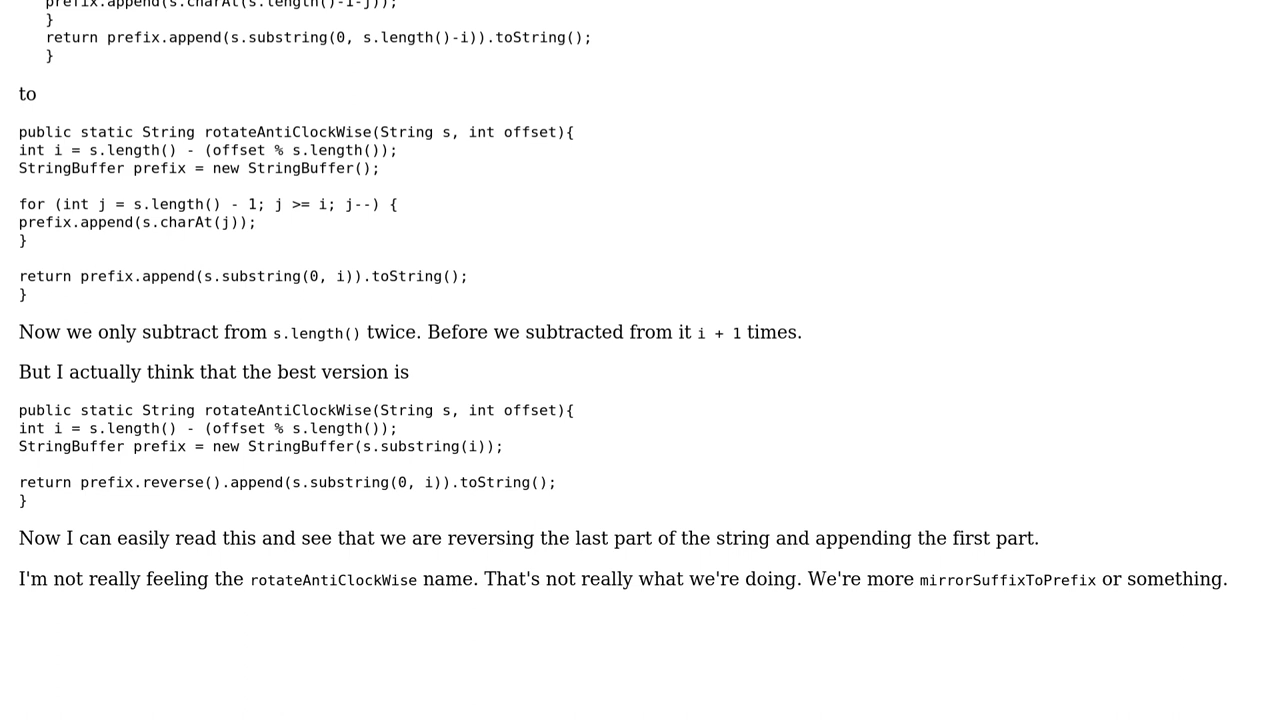 prefix.append(s.charAt(s.length()-1-j));
}
return prefix.append(s.substring(0, s.length()-i)).toString();
}
to
public static String rotateAntiClockWise(String s, int offset){
int i = s.length() - (offset % s.length());
StringBuffer prefix = new StringBuffer();
for (int j = s.length() - 1; j >= i; j--) {
prefix.append(s.charAt(j));
}
return prefix.append(s.substring(0, i)).toString();
}
Now we only subtract from s.length() twice. Before we subtracted from it i + 1 times.
But I actually think that the best version is
public static String rotateAntiClockWise(String s, int offset){
int i = s.length() - (offset % s.length());
StringBuffer prefix = new StringBuffer(s.substring(i));
return prefix.reverse().append(s.substring(0, i)).toString();
}
Now I can easily read this and see that we are reversing the last part of the string and appending the first part.
I'm not really feeling the rotateAntiClockWise name. That's not really what we're doing. We're more mirrorSuffixToPrefix or something.